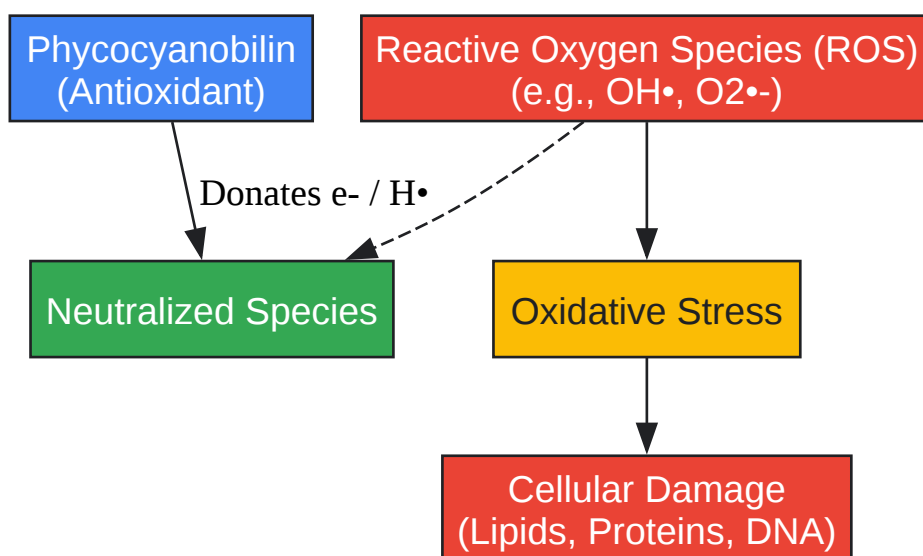 Phycocyanobilin
(Antioxidant)
Reactive Oxygen Species (ROS)
(e.g., OH•, O2•-)
Donates e- / H•
Neutralized Species
Oxidative Stress
Cellular Damage
(Lipids, Proteins, DNA)